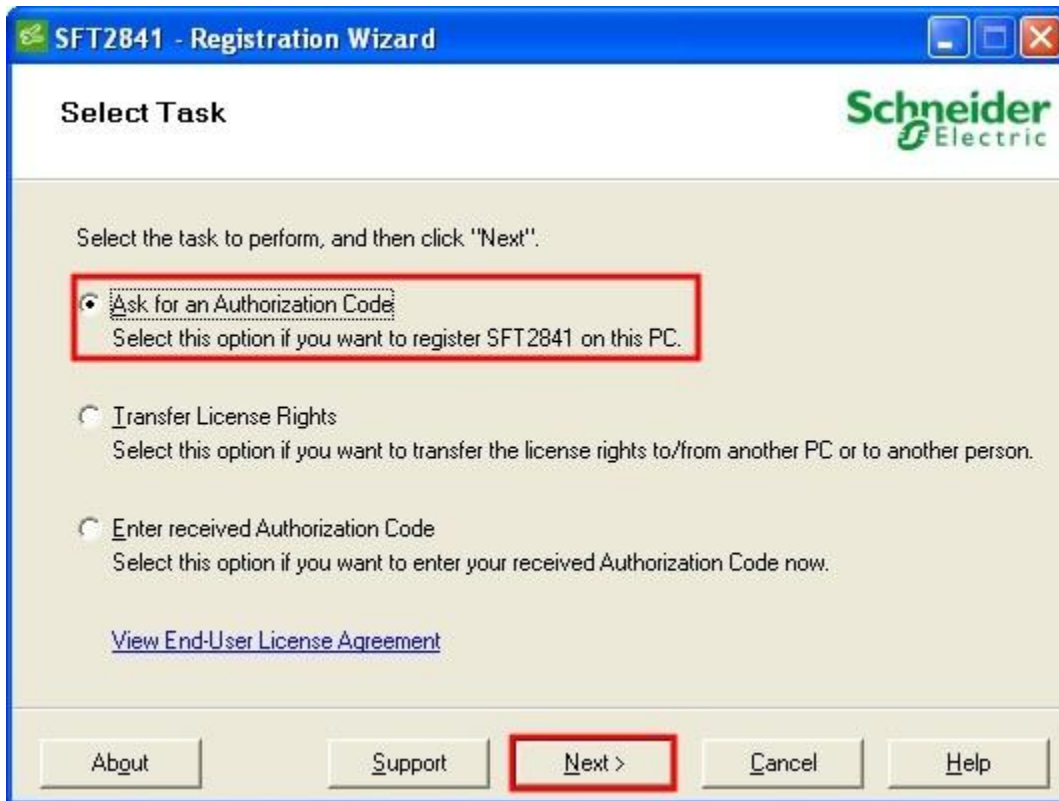 SFT2841 - Registration Wizard
Select Task
Schneider
Electric
Select the task to perform, and then click "Next".
Ask for an Authorization Code
Select this option if you want to register SFT2841 on this PC.
Transfer License Rights
Select this option if you want to transfer the license rights to/from another PC or to another person.
Enter received Authorization Code
Select this option if you want to enter your received Authorization Code now.
View End-User License Agreement
About Support Next > Cancel Help